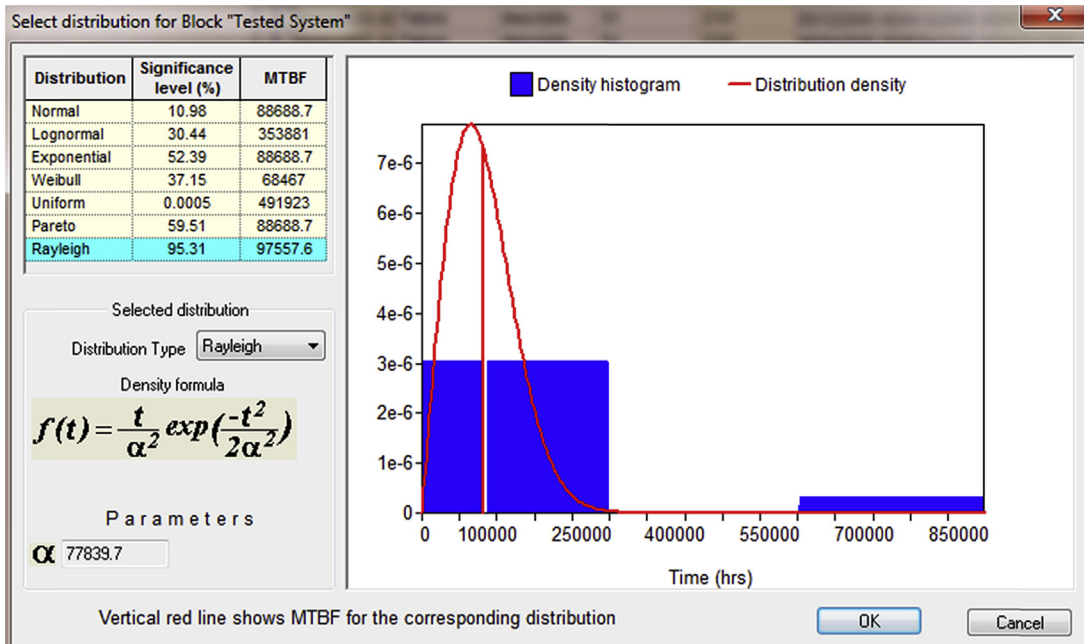 Select distribution for Block "Tested System"
Distribution Significance level (%) MTBF
Normal 10.98 88688.7
Lognormal 30.44 353881
Exponential 52.39 88688.7
Weibull 37.15 68467
Uniform 0.0005 491923
Pareto 59.51 88688.7
Rayleigh 95.31 97557.6
Selected distribution
Distribution Type Rayleigh
Density formula
f(t) = t/α² exp(-t²/2α²)
Parameters
α 77839.7
Density histogram Distribution density
7e-6
6e-6
5e-6
4e-6
3e-6
2e-6
1e-6
0
0 100000 250000 400000 550000 700000 850000
Time (hrs)
Vertical red line shows MTBF for the corresponding distribution
OK Cancel